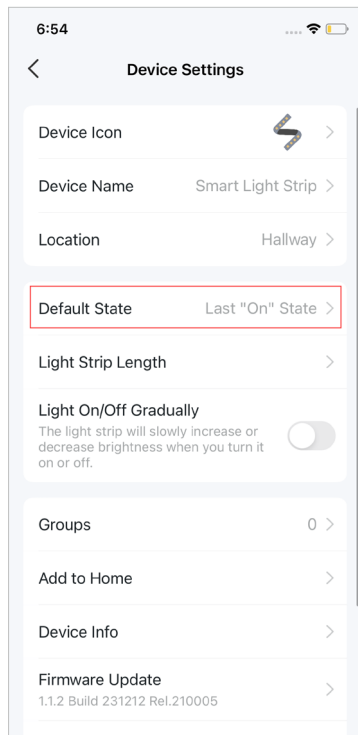 6:54
Device Settings
Device Icon
Device Name Smart Light Strip
Location Hallway
Default State Last "On" State
Light Strip Length
Light On/Off Gradually
The light strip will slowly increase or
decrease brightness when you turn it
on or off.
Groups 0
Add to Home
Device Info
Firmware Update
1.1.2 Build 231212 Rel.210005